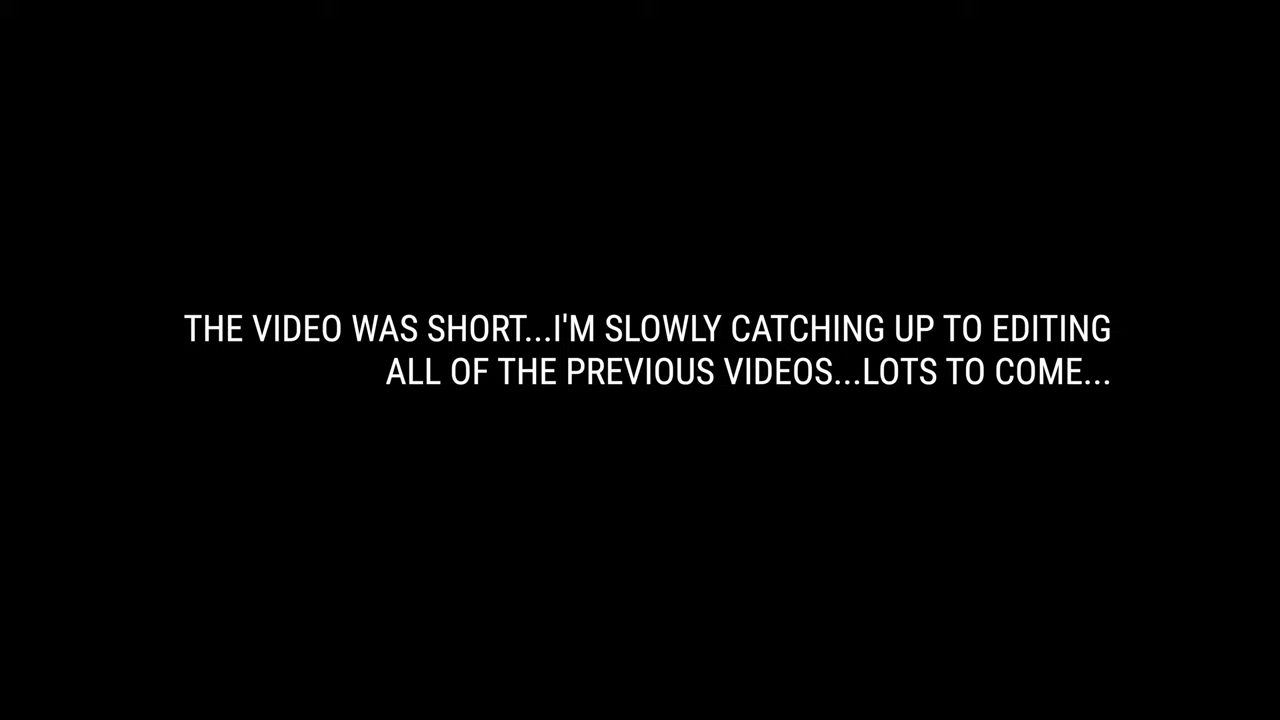 THE VIDEO WAS SHORT...I'M SLOWLY CATCHING UP TO EDITING
ALL OF THE PREVIOUS VIDEOS...LOTS TO COME...